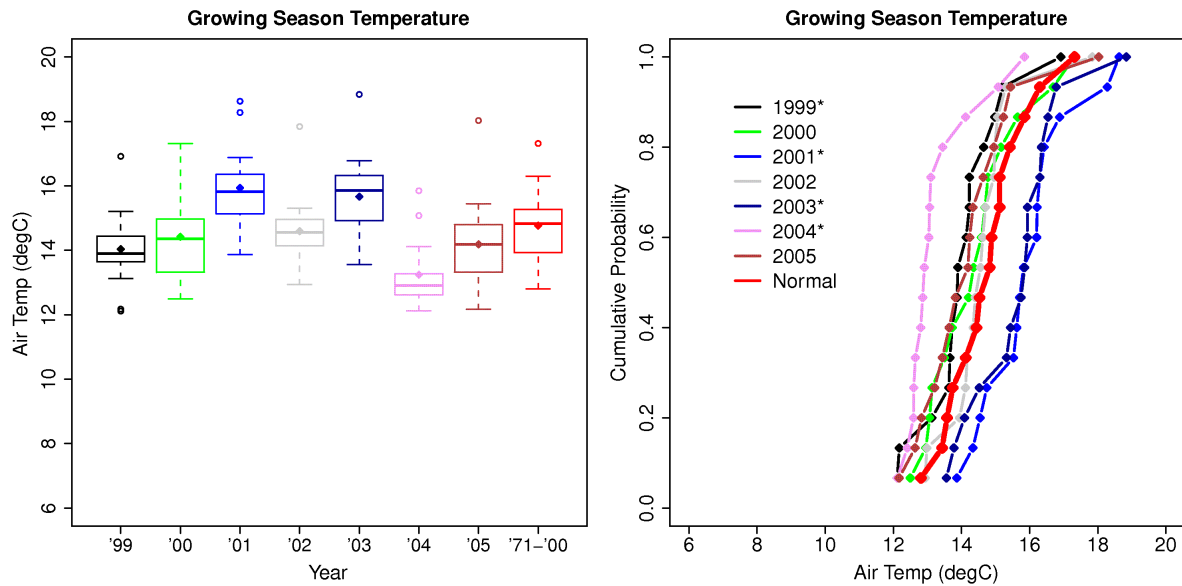 Growing Season Temperature
Air Temp (degC)
20
18
16
14
12
10
8
6
'99 '00 '01 '02 '03 '04 '05 '71−'00
Year
Growing Season Temperature
Cumulative Probability
1.0
0.8
0.6
0.4
0.2
0.0
1999*
2000
2001*
2002
2003*
2004*
2005
Normal
6 8 10 12 14 16 18 20
Air Temp (degC)